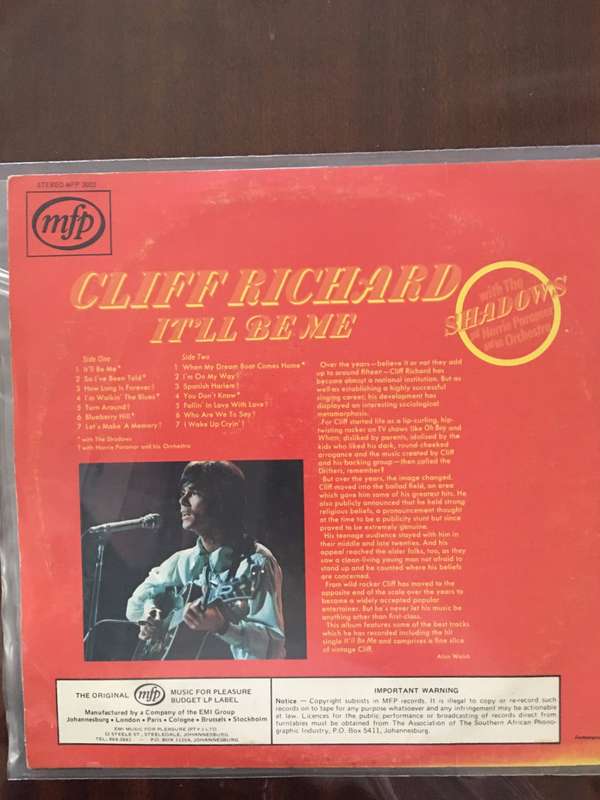 STEREO MFP 3003
mfp
CLIFF RICHARD
IT'LL BE ME
with The
SHADOWS
Norrie Paramor
Orchestra
Side One
1 It'll Be Me*
2 So I've Been Told*
3 How Long Is Forever†
4 I'm Walkin' The Blues*
5 Turn Around†
6 Blueberry Hill*
7 Let's Make A Memory†
Side Two
1 When My Dream Boat Comes Home*
2 I'm On My Way†
3 Spanish Harlem†
4 You Don't Know*
5 Fallin' In Love With Love†
6 Who Are We To Say†
7 I Wake Up Cryin'†
* with The Shadows
† with Norrie Paramor and his Orchestra
Over the years—believe it or not they add
up to around fifteen—Cliff Richard has
become almost a national institution. But as
well as establishing a highly successful
singing career, his development has
displayed an interesting sociological
metamorphosis.
For Cliff started life as a lip-curling, hip-
twisting rocker on TV shows like Oh Boy and
Wham; disliked by parents, idolised by the
kids who liked his dark, round-cheeked
arrogance and the music created by Cliff
and his backing group—then called the
Drifters, remember?
But over the years, the image changed.
Cliff moved into the ballad field, an area
which gave him some of his greatest hits. He
also publicly announced that he held strong
religious beliefs, a pronouncement thought
at the time to be a publicity stunt but since
proved to be extremely genuine.
His teenage audience stayed with him in
their middle and late twenties. And his
appeal reached the older folks, too, as they
saw a clean-living young man not afraid to
stand up and be counted where his beliefs
are concerned.
From wild rocker Cliff has moved to the
opposite end of the scale over the years to
become a widely accepted popular
entertainer. But he's never let his music be
anything other than first-class.
This album features some of the best tracks
which he has recorded including the hit
single It'll Be Me and comprises a fine slice
of vintage Cliff.
Alan Walsh
THE ORIGINAL mfp MUSIC FOR PLEASURE
BUDGET LP LABEL
Manufactured by a Company of the EMI Group
Johannesburg • London • Paris • Cologne • Brussels • Stockholm
EMI MUSIC FOR PLEASURE (PTY.) LTD.
STEELE ST., STEELEDALE, JOHANNESBURG
P.O. BOX 11254, JOHANNESBURG
IMPORTANT WARNING
Notice — Copyright subsists in MFP records. It is illegal to copy or re-record such
records on tape for any purpose whatsoever and any infringement may be actionable
at law. Licences for the public performance or broadcasting of records direct from
turntables must be obtained from The Association of The Southern African Phono-
graphic Industry, P.O. Box 5411, Johannesburg.